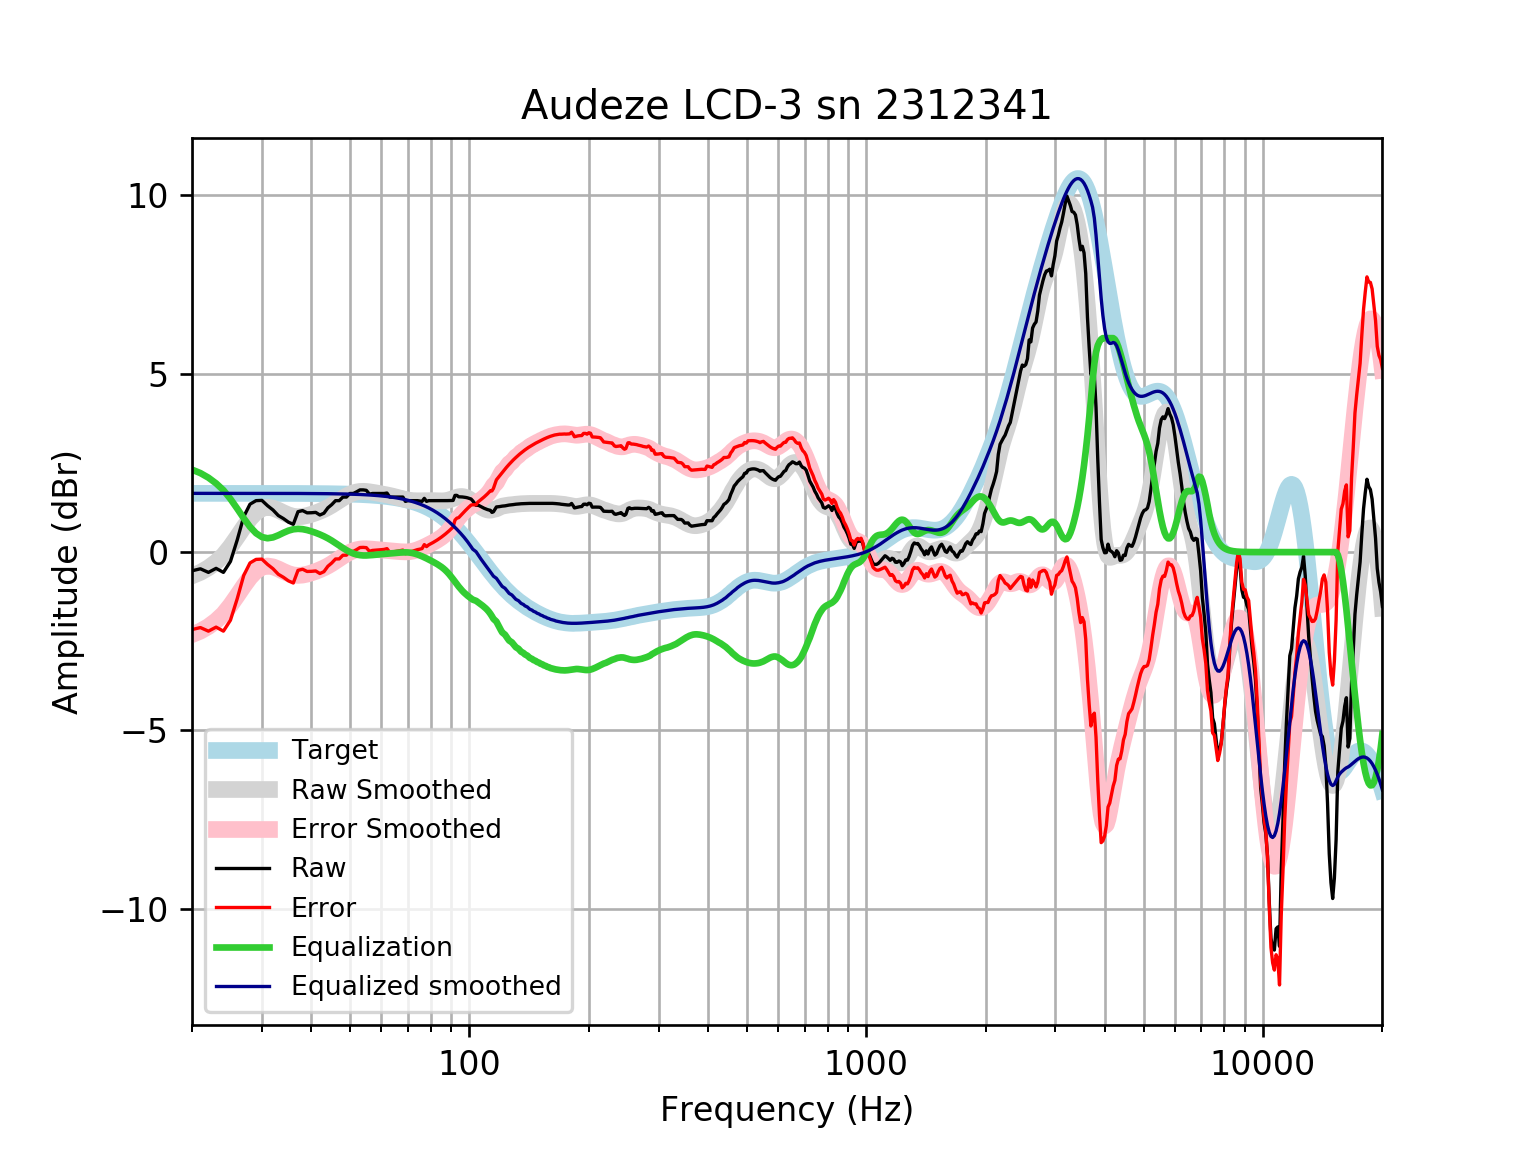 Audeze LCD-3 sn 2312341
Amplitude (dBr)
10
5
0
−5
−10
Target
Raw Smoothed
Error Smoothed
Raw
Error
Equalization
Equalized smoothed
100
1000
10000
Frequency (Hz)